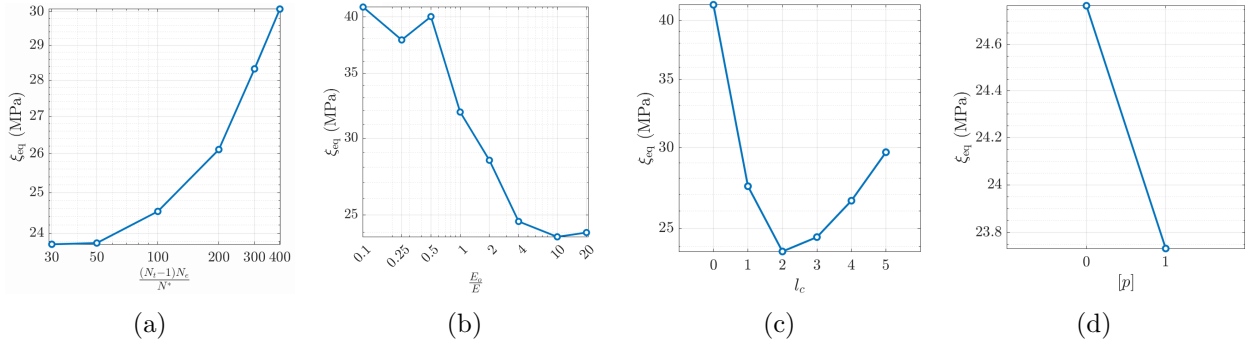 30
29
28
27
26
25
24
ξeq (MPa)
30 50 100 200 300 400
(Nt−1)Ne
N*
(a)
40
35
30
25
ξeq (MPa)
0.1 0.25 0.5 1 2 4 10 20
E
(b)
40
35
30
25
ξeq (MPa)
0 1 2 3 4 5
lc
(c)
24.6
24.4
24.2
24
23.8
ξeq (MPa)
0 1
[p]
(d)